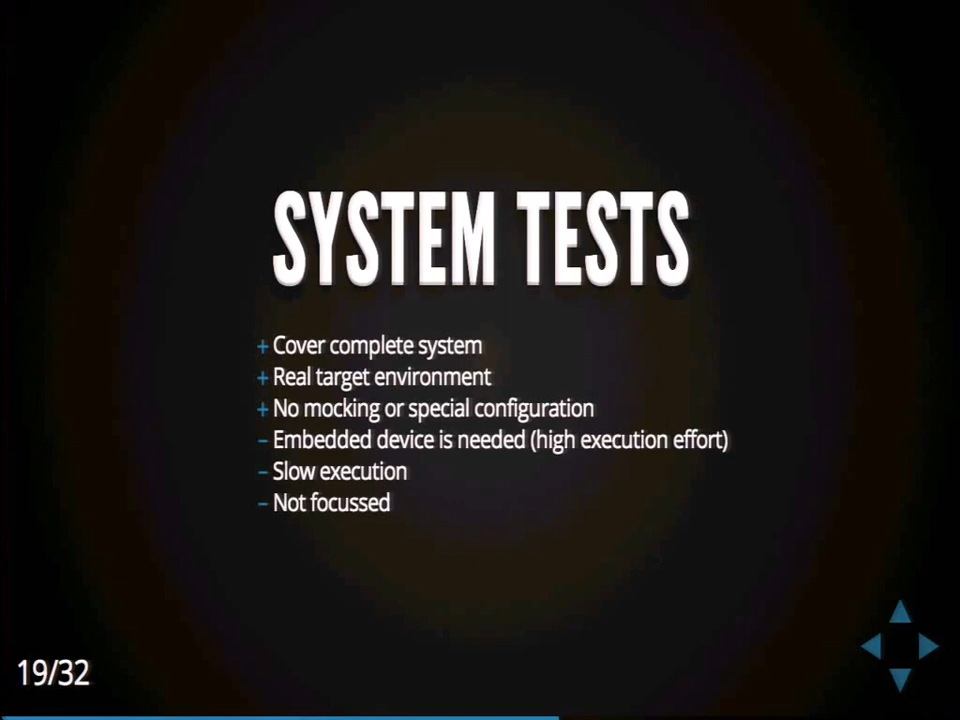 SYSTEM TESTS
+ Cover complete system
+ Real target environment
+ No mocking or special configuration
– Embedded device is needed (high execution effort)
– Slow execution
– Not focussed
19/32